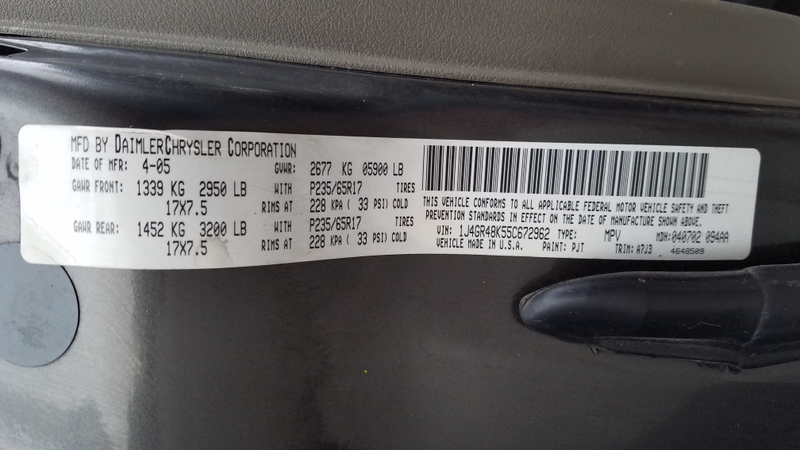 MFD BY DAIMLERCHRYSLER CORPORATION
DATE OF MFR: 4-05 GVWR: 2677 KG 05900 LB
GAWR FRONT: 1339 KG 2950 LB WITH P235/65R17 TIRES
17X7.5 RIMS AT 228 KPA ( 33 PSI) COLD
GAWR REAR: 1452 KG 3200 LB WITH P235/65R17 TIRES
17X7.5 RIMS AT 228 KPA ( 33 PSI) COLD
THIS VEHICLE CONFORMS TO ALL APPLICABLE FEDERAL MOTOR VEHICLE SAFETY AND THEFT
PREVENTION STANDARDS IN EFFECT ON THE DATE OF MANUFACTURE SHOWN ABOVE.
VIN: 1J4GR48K55C672962 TYPE: MPV MDH: 040702 094AA
VEHICLE MADE IN U.S.A. PAINT: PJT TRIM: A7J3 4648509